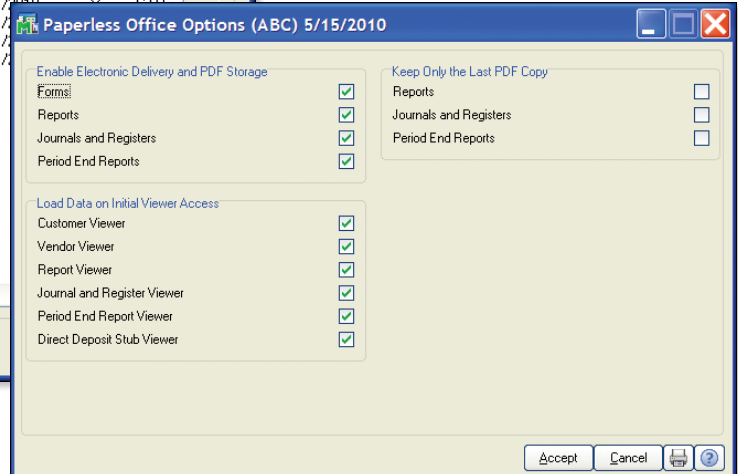 Paperless Office Options (ABC) 5/15/2010
Enable Electronic Delivery and PDF Storage
Forms
Reports
Journals and Registers
Period End Reports
Keep Only the Last PDF Copy
Reports
Journals and Registers
Period End Reports
Load Data on Initial Viewer Access
Customer Viewer
Vendor Viewer
Report Viewer
Journal and Register Viewer
Period End Report Viewer
Direct Deposit Stub Viewer
Accept
Cancel